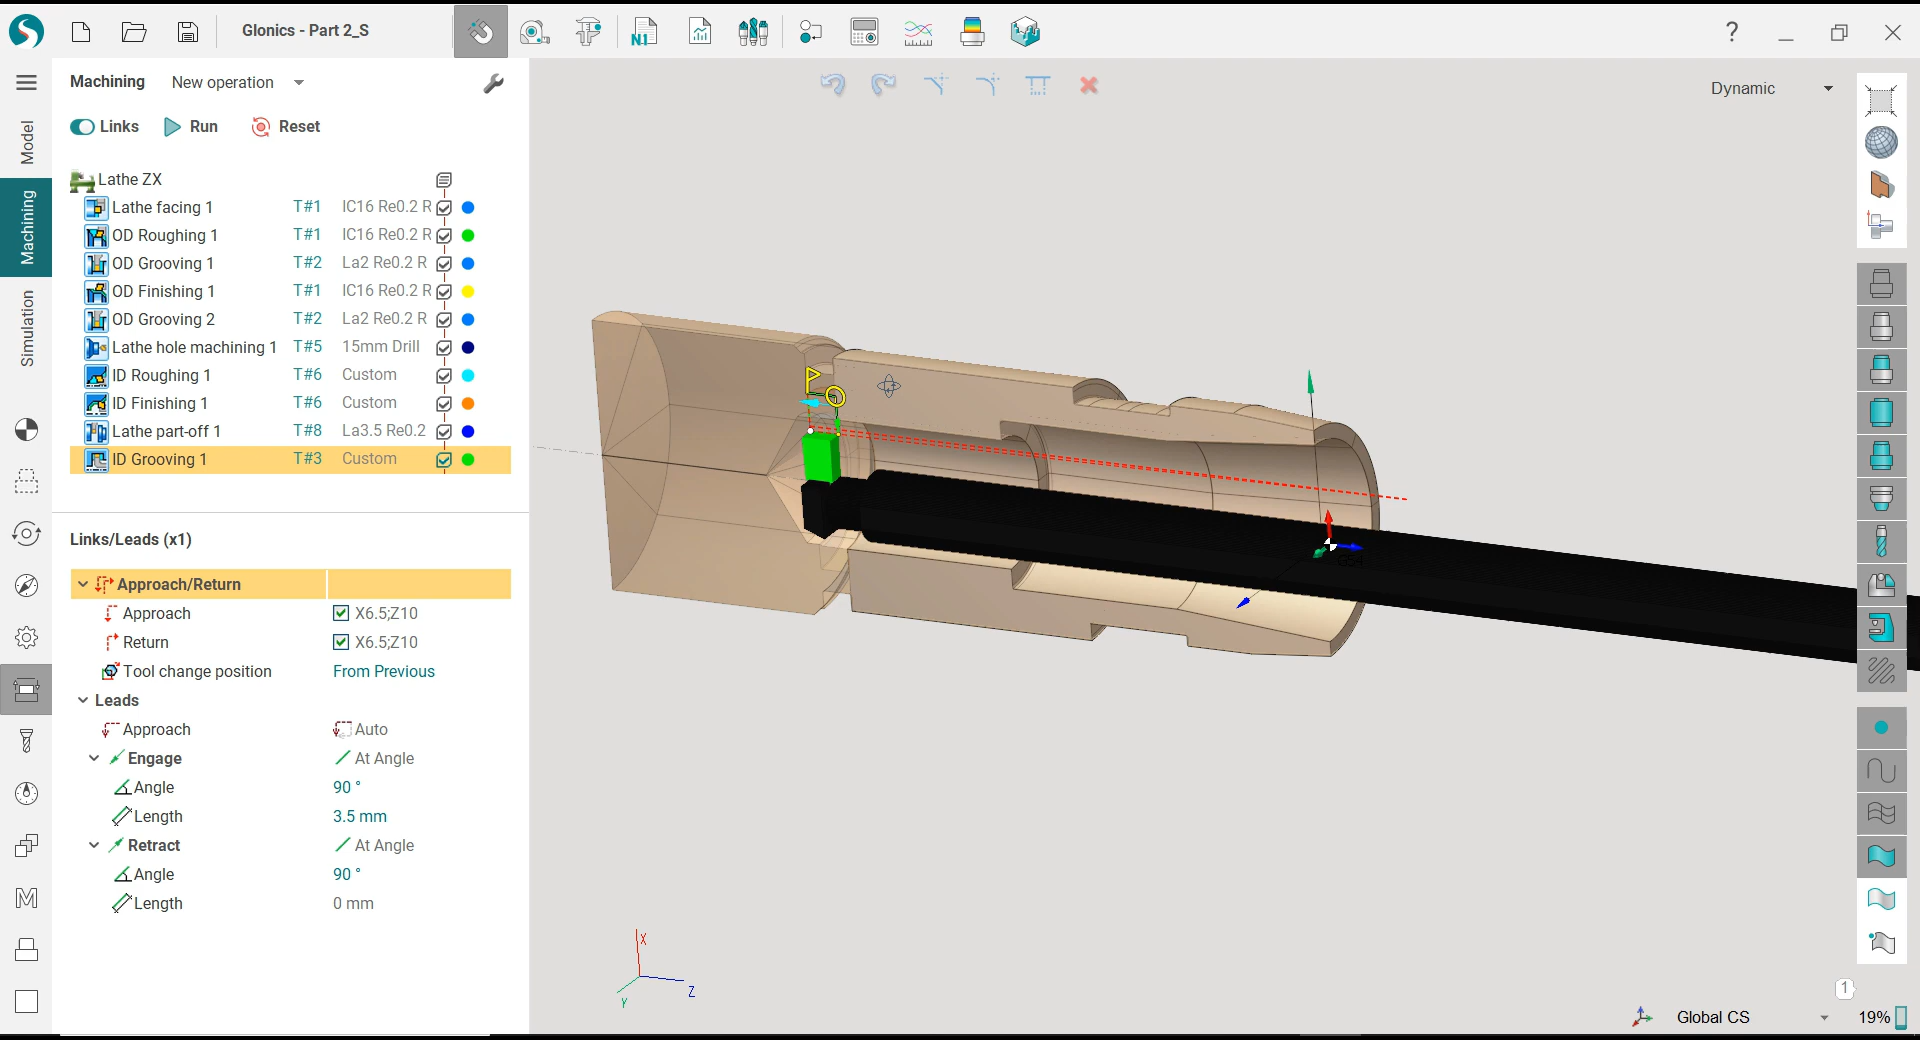 Glonics - Part 2_S
N1
?
Machining New operation
Dynamic
Links Run Reset
Model
Machining
Simulation
Lathe ZX
Lathe facing 1 T#1 IC16 Re0.2 R
OD Roughing 1 T#1 IC16 Re0.2 R
OD Grooving 1 T#2 La2 Re0.2 R
OD Finishing 1 T#1 IC16 Re0.2 R
OD Grooving 2 T#2 La2 Re0.2 R
Lathe hole machining 1 T#5 15mm Drill
ID Roughing 1 T#6 Custom
ID Finishing 1 T#6 Custom
Lathe part-off 1 T#8 La3.5 Re0.2
ID Grooving 1 T#3 Custom
Links/Leads (x1)
Approach/Return
Approach X6.5;Z10
Return X6.5;Z10
Tool change position From Previous
Leads
Approach Auto
Engage At Angle
Angle 90 °
Length 3.5 mm
Retract At Angle
Angle 90 °
Length 0 mm
M
X
Z
Y
1
Global CS 19%